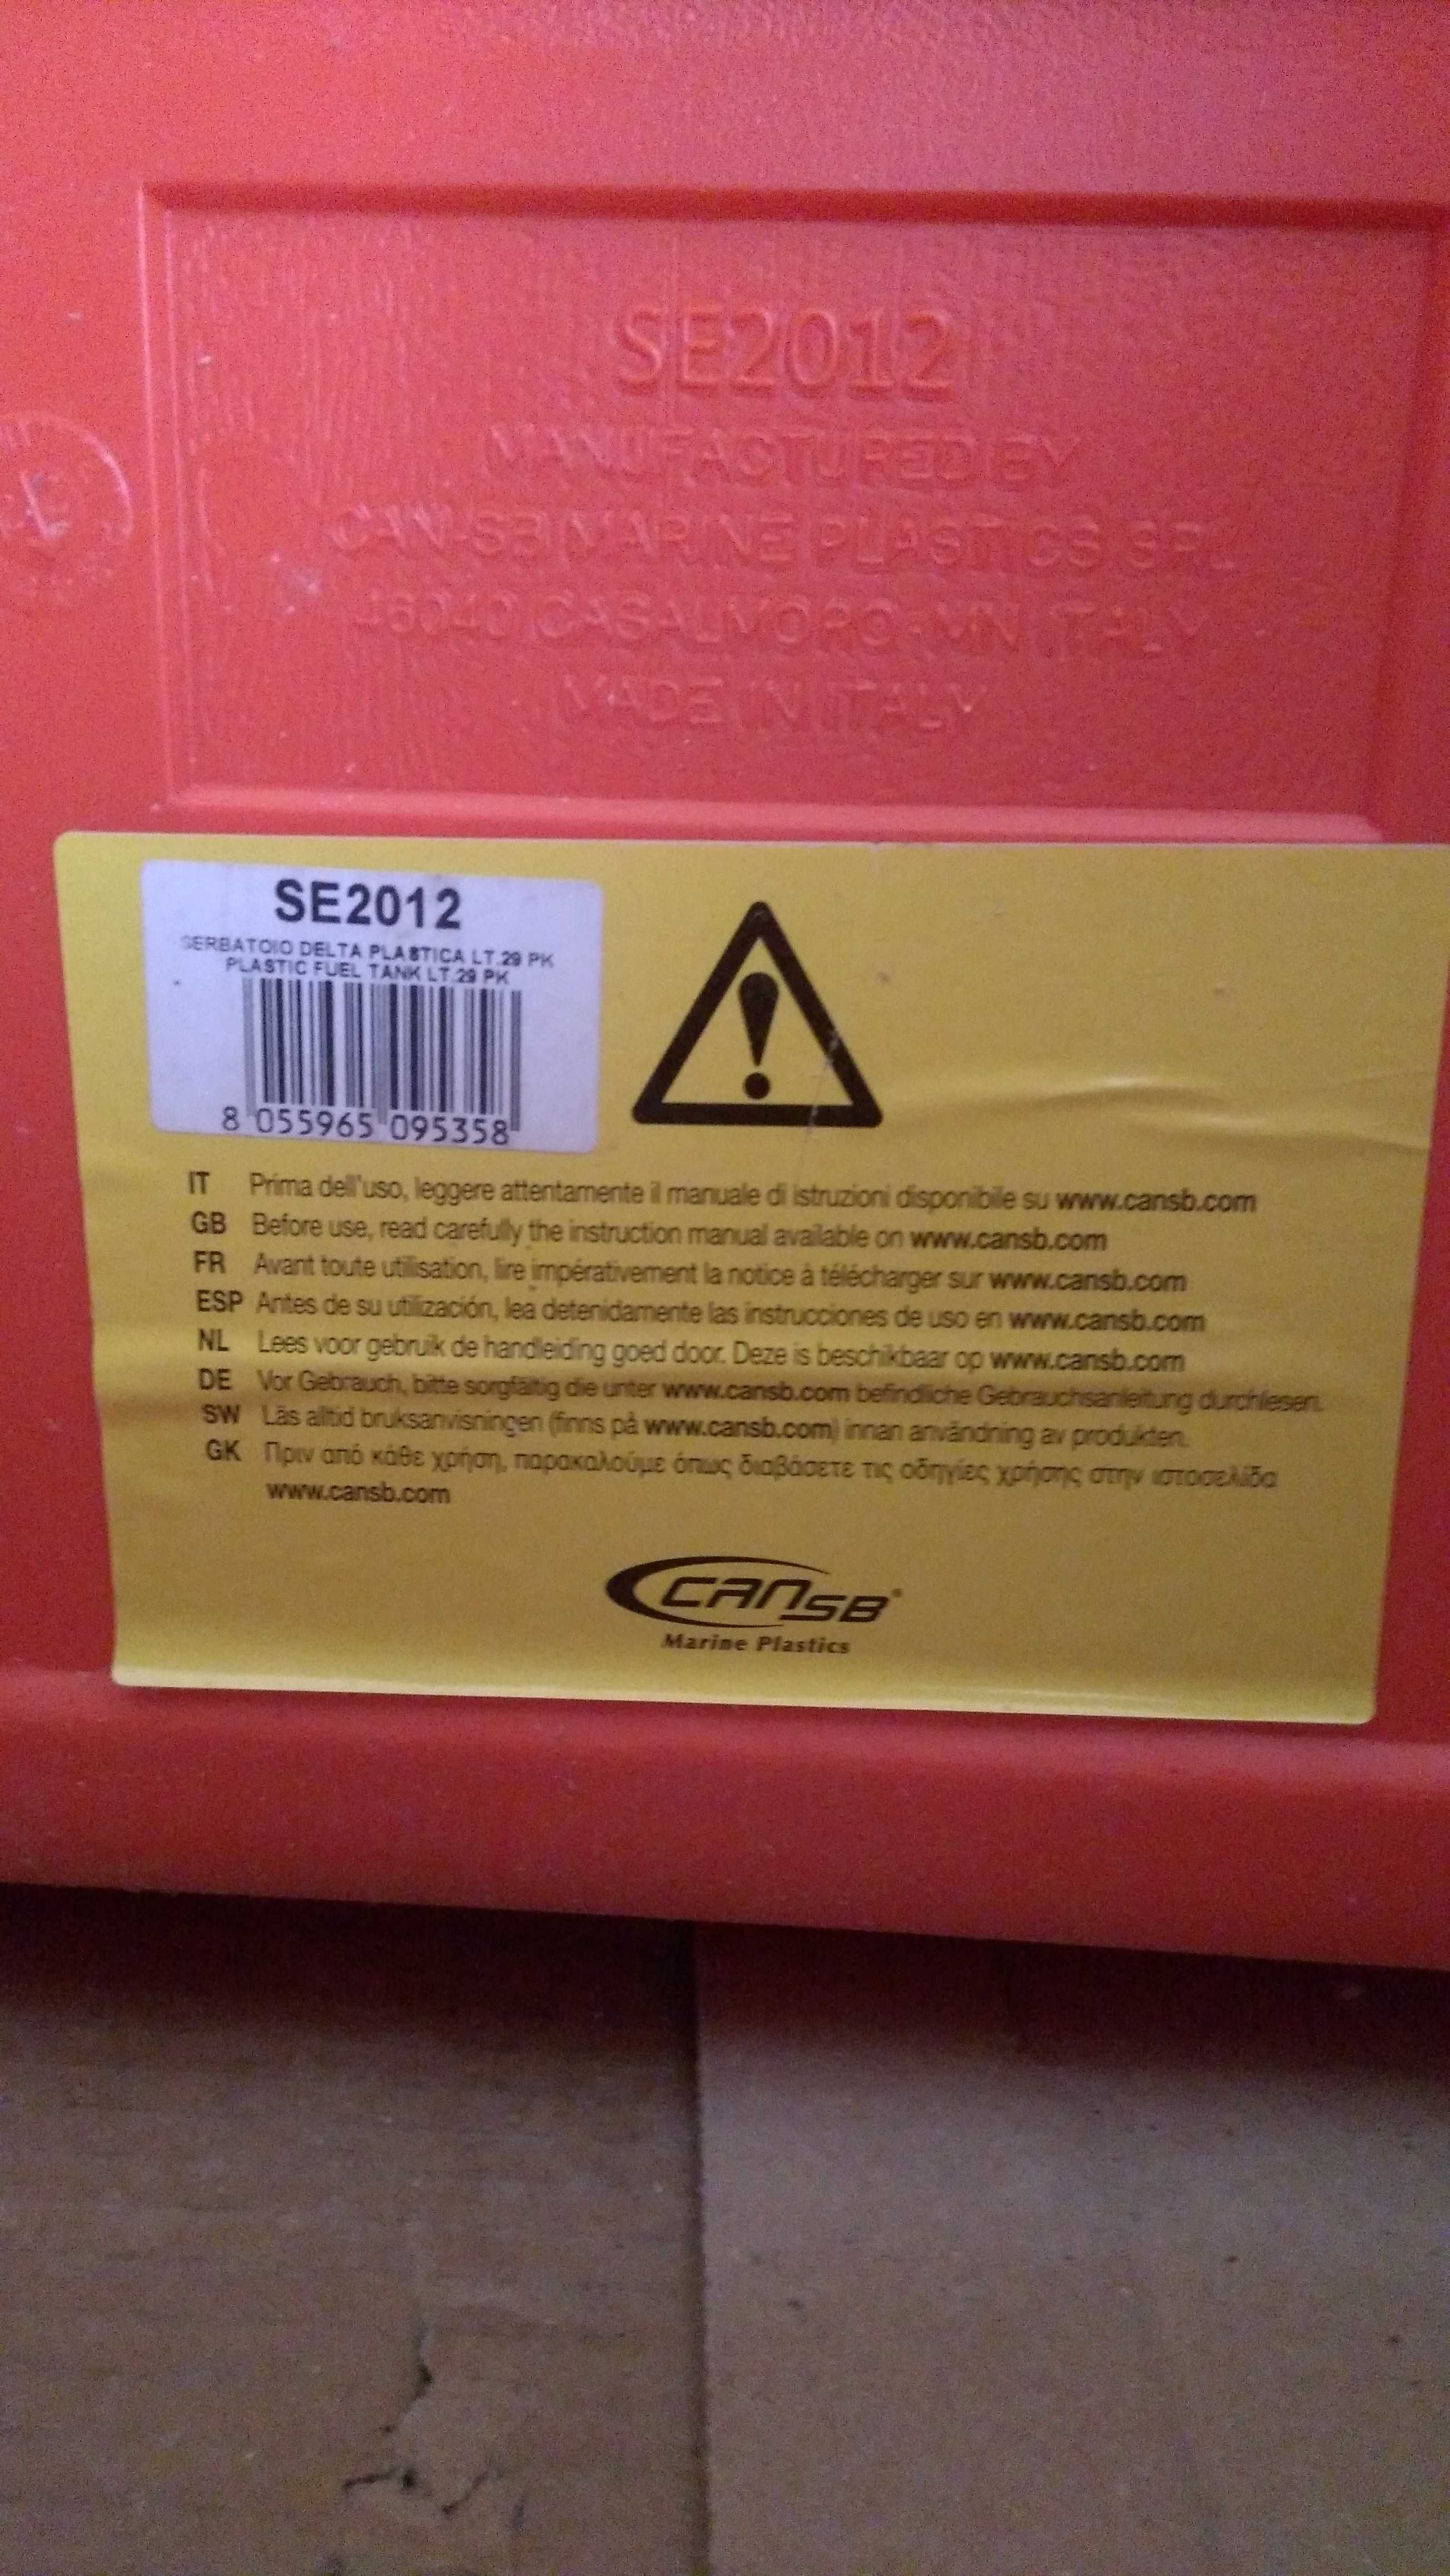 SE2012
MANUFACTURED BY
CAN-SB MARINE PLASTICS SRL
46040 CASALMORO-MN ITALY
MADE IN ITALY
SE2012
SERBATOIO DELTA PLASTICA LT.29 PK
PLASTIC FUEL TANK LT.29 PK
8 055965 095358
IT Prima dell'uso, leggere attentamente il manuale di istruzioni disponibile su www.cansb.com
GB Before use, read carefully the instruction manual available on www.cansb.com
FR Avant toute utilisation, lire impérativement la notice à télécharger sur www.cansb.com
ESP Antes de su utilización, lea detenidamente las instrucciones de uso en www.cansb.com
NL Lees voor gebruik de handleiding goed door. Deze is beschikbaar op www.cansb.com
DE Vor Gebrauch, bitte sorgfältig die unter www.cansb.com befindliche Gebrauchsanleitung durchlesen.
SW Läs alltid bruksanvisningen (finns på www.cansb.com) innan användning av produkten.
GK Πριν από κάθε χρήση, παρακαλούμε όπως διαβάσετε τις οδηγίες χρήσης στην ιστοσελίδα
www.cansb.com
CANSB®
Marine Plastics